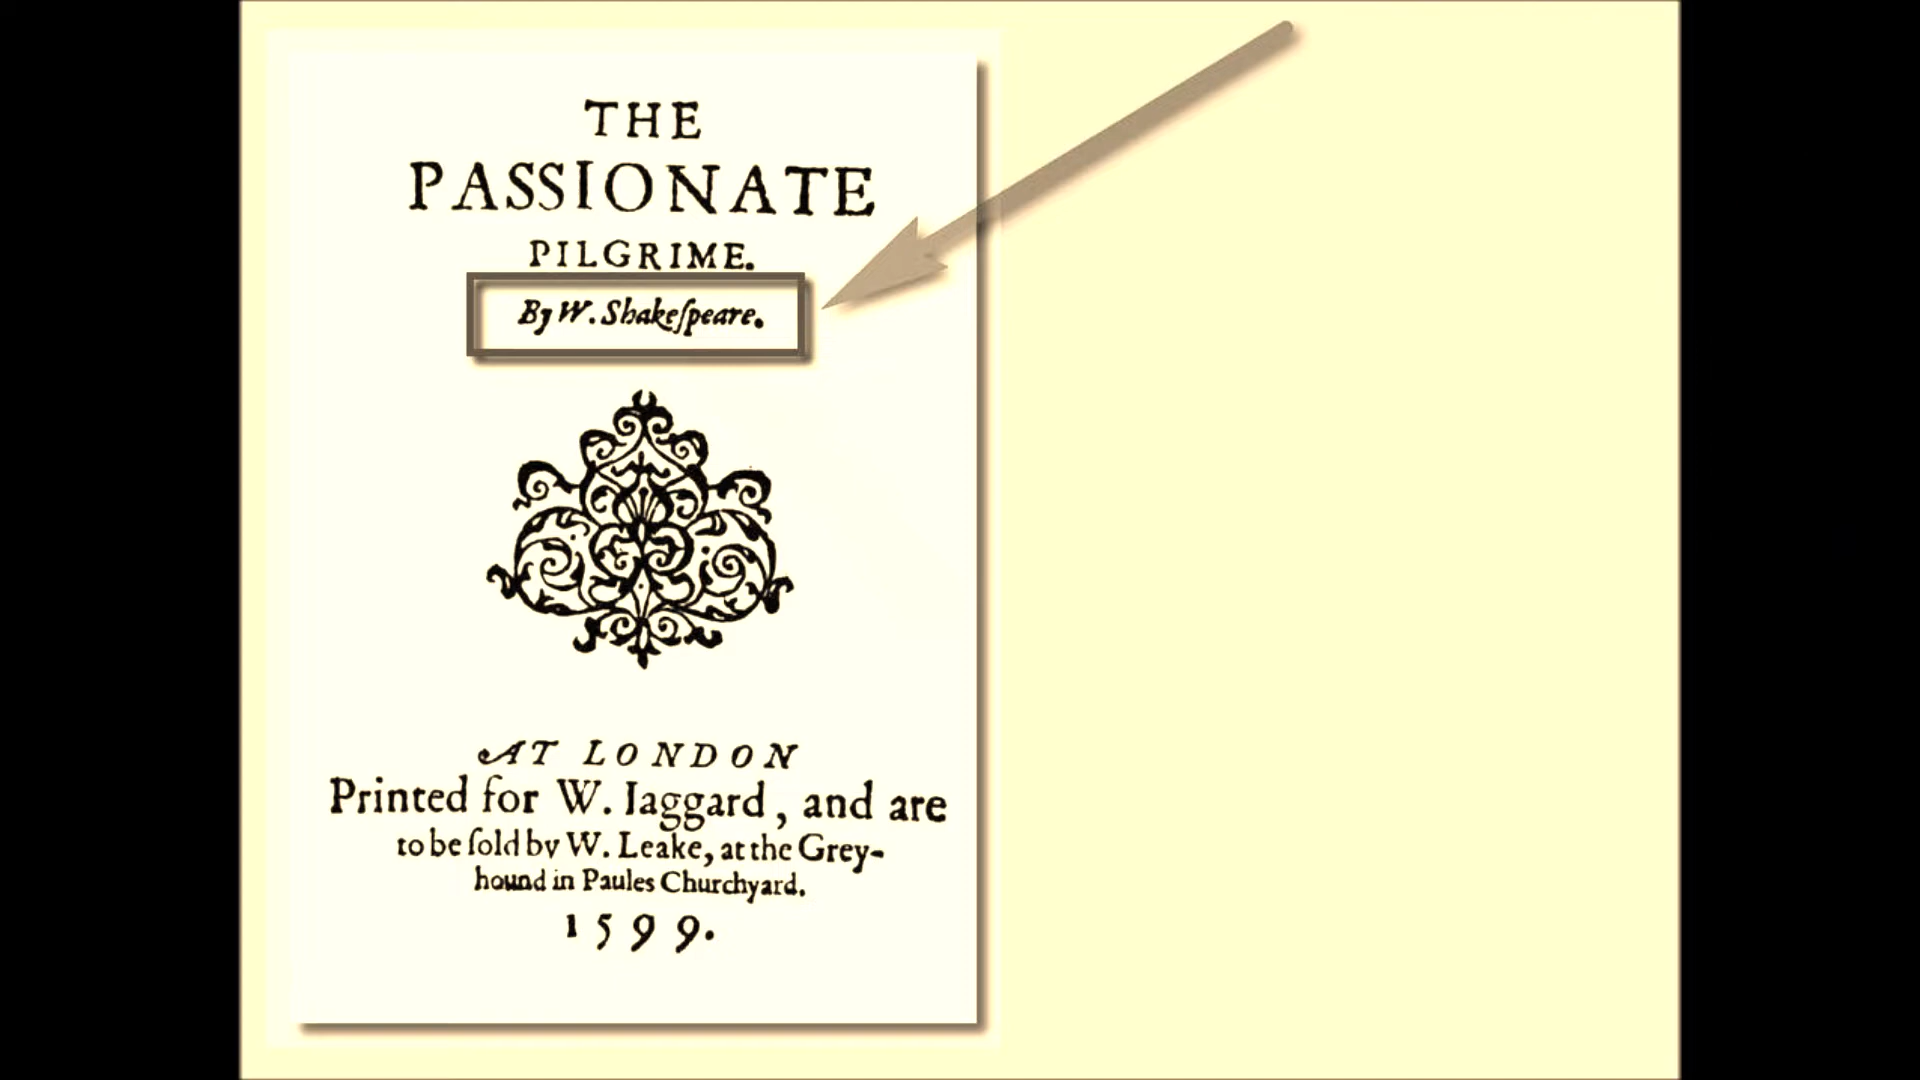 THE
PASSIONATE
PILGRIME.
By W. Shakeſpeare.
AT LONDON
Printed for W. Iaggard, and are
to be ſold by W. Leake, at the Grey-
hound in Paules Churchyard.
1599.